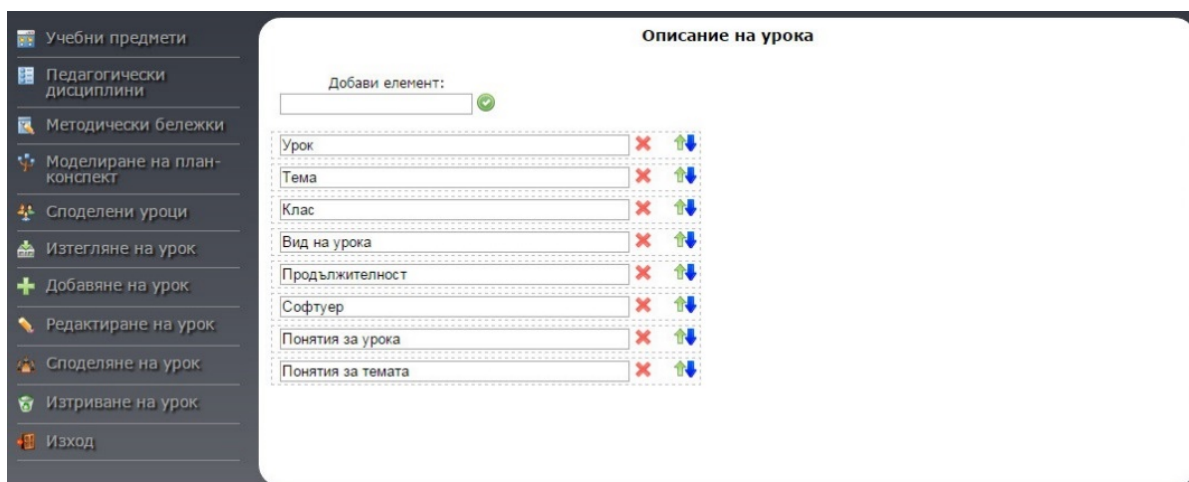 Учебни предмети
Педагогически
дисциплини
Методически бележки
Моделиране на план-
конспект
Споделени уроци
Изтегляне на урок
Добавяне на урок
Редактиране на урок
Споделяне на урок
Изтриване на урок
Изход
Описание на урока
Добави елемент:
Урок
Тема
Клас
Вид на урока
Продължителност
Софтуер
Понятия за урока
Понятия за темата